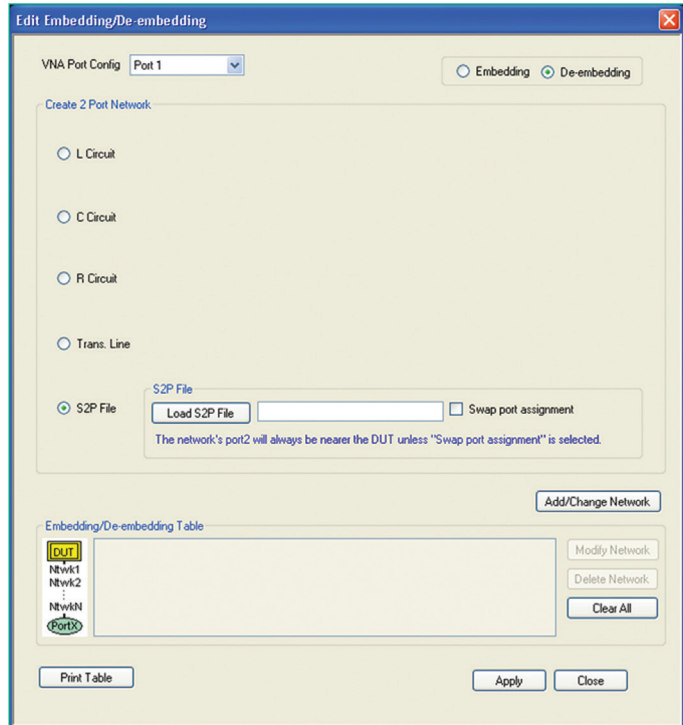 Edit Embedding/De-embedding
VNA Port Config Port 1
Embedding De-embedding
Create 2 Port Network
L Circuit
C Circuit
R Circuit
Trans. Line
S2P File
S2P File
Load S2P File Swap port assignment
The network's port2 will always be nearer the DUT unless "Swap port assignment" is selected.
Add/Change Network
Embedding/De-embedding Table
DUT
Ntwk1
Ntwk2
NtwkN
PortX
Modify Network
Delete Network
Clear All
Print Table
Apply
Close